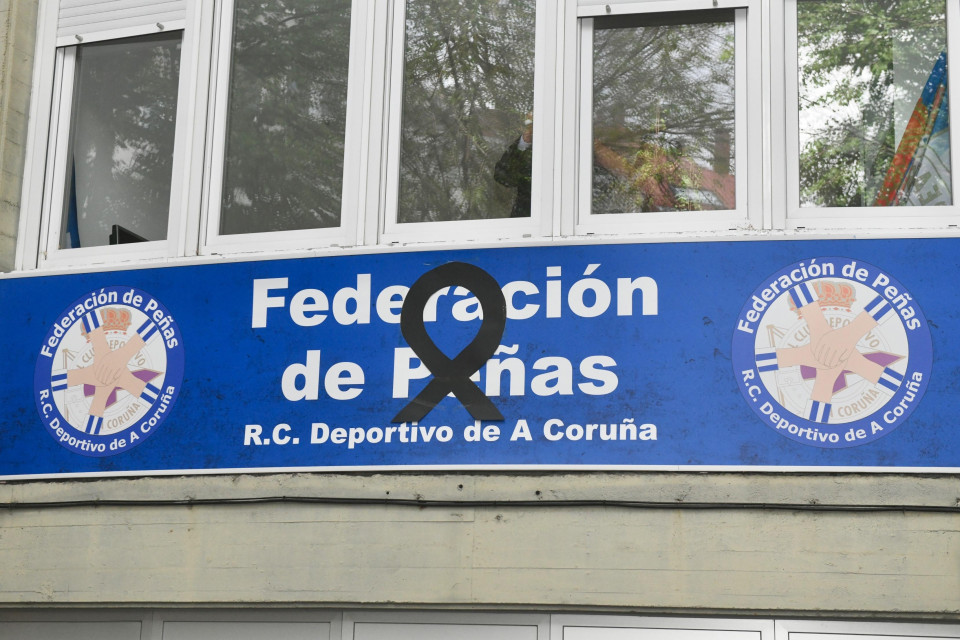 Federación
de Peñas
R.C. Deportivo de A Coruña
Federación de Peñas
R.C. Deportivo de A Coruña
Federación de Peñas
R.C. Deportivo de A Coruña